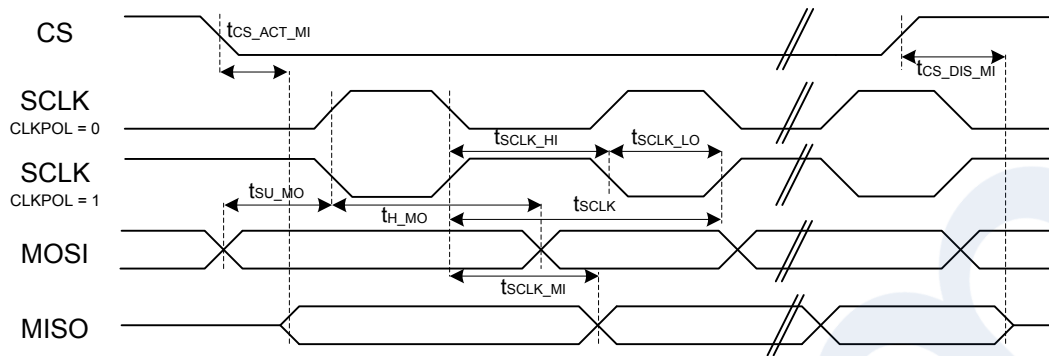 CS
tCS_ACT_MI
tCS_DIS_MI
SCLK
CLKPOL = 0
tSCLK_HI
tSCLK_LO
SCLK
CLKPOL = 1
tSU_MO
tH_MO
tSCLK
MOSI
tSCLK_MI
MISO